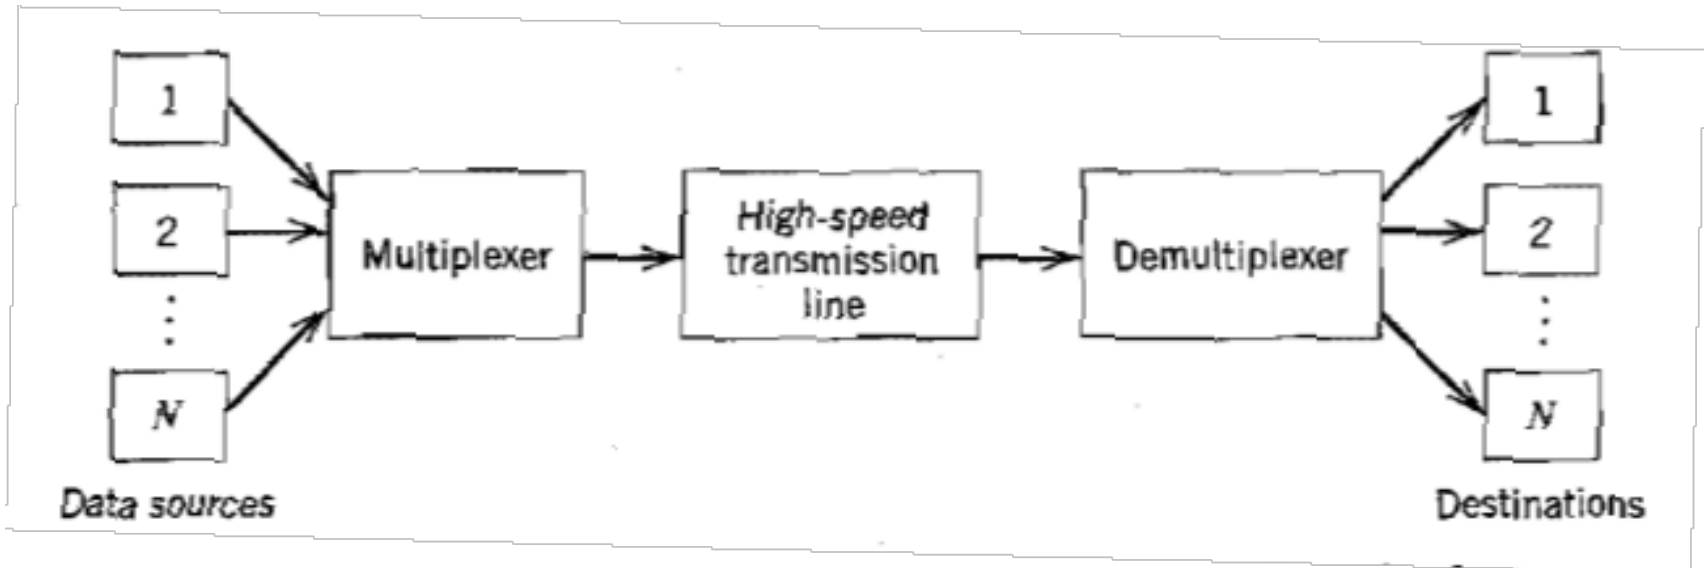 1
2
N
Data sources
Multiplexer
High-speed
transmission
line
Demultiplexer
1
2
N
Destinations